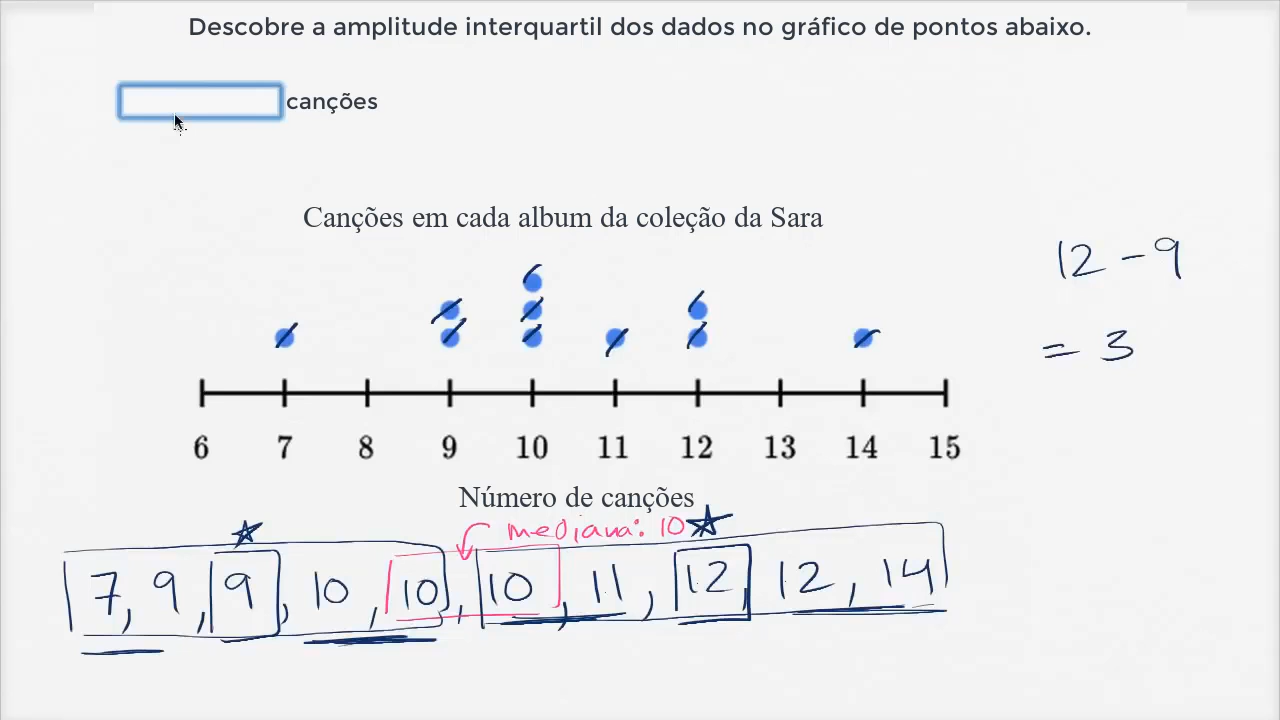 Descobre a amplitude interquartil dos dados no gráfico de pontos abaixo.
canções
Canções em cada album da coleção da Sara
12 - 9
= 3
6 7 8 9 10 11 12 13 14 15
Número de canções
mediana: 10
7, 9, 9, 10, 10, 10, 11, 12, 12, 14